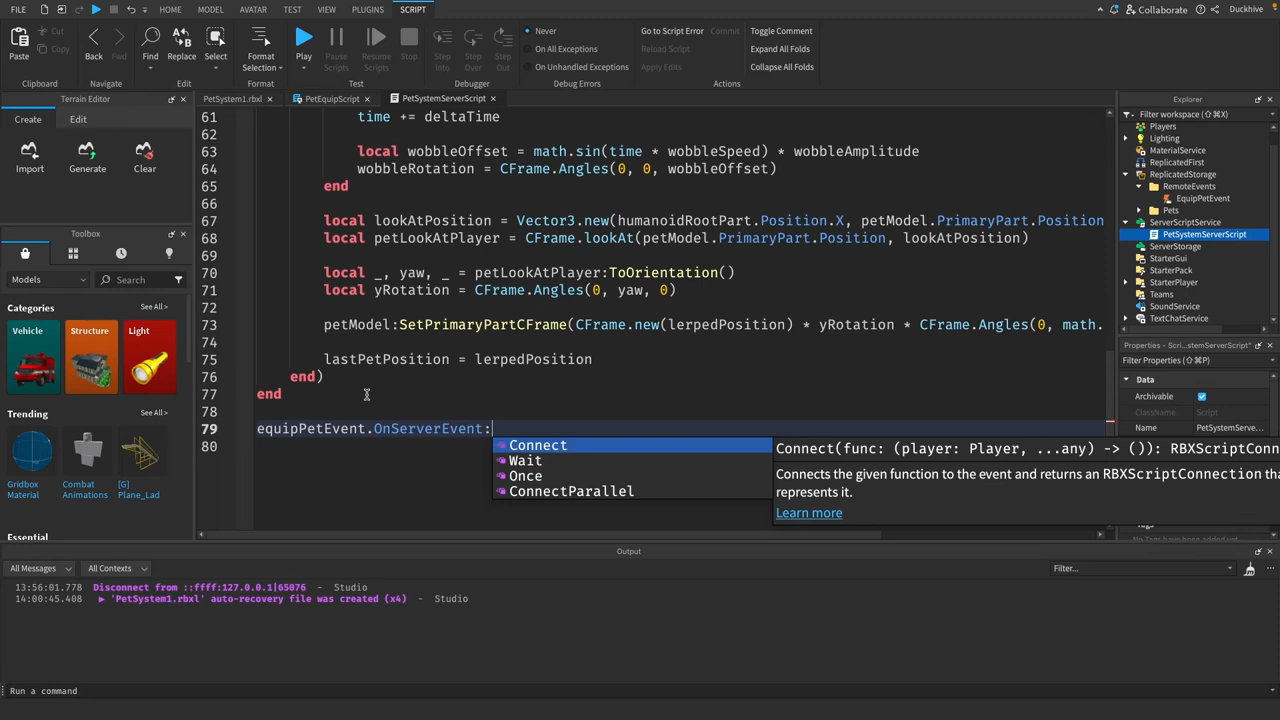 FILE HOME MODEL AVATAR TEST VIEW PLUGINS SCRIPT Collaborate Duckhive
Paste Cut Copy Back Forward Find Replace Select Format Selection Play Pause Scripts Resume Scripts Stop Step Into Step Over Step Out
Never
On All Exceptions
On Unhandled Exceptions
Go to Script Error Commit
Reload Script
Apply Edits
Toggle Comment
Expand All Folds
Collapse All Folds
Clipboard Navigate Edit Format Test Debugger Debug Errors Actions
Terrain Editor
Create Edit
Import Generate Clear
Toolbox
Models Search
Categories See All >
Vehicle Structure Light
Trending See All >
Gridbox Material
Combat Animations
[G] Plane_Lad
Essential
PetSystem1.rbxl PetEquipScript PetSystemServerScript
61 time += deltaTime
62
63 local wobbleOffset = math.sin(time * wobbleSpeed) * wobbleAmplitude
64 wobbleRotation = CFrame.Angles(0, 0, wobbleOffset)
65 end
66
67 local lookAtPosition = Vector3.new(humanoidRootPart.Position.X, petModel.PrimaryPart.Position
68 local petLookAtPlayer = CFrame.lookAt(petModel.PrimaryPart.Position, lookAtPosition)
69
70 local _, yaw, _ = petLookAtPlayer:ToOrientation()
71 local yRotation = CFrame.Angles(0, yaw, 0)
72
73 petModel:SetPrimaryPartCFrame(CFrame.new(lerpedPosition) * yRotation * CFrame.Angles(0, math.
74
75 lastPetPosition = lerpedPosition
76 end)
77 end
78
79 equipPetEvent.OnServerEvent:
80
Connect
Wait
Once
ConnectParallel
Connect(func: (player: Player, ...any) -> ()): RBXScriptConn
Connects the given function to the event and returns an RBXScriptConnection tha
represents it.
Learn more
Explorer
Filter workspace (⇧⌘X)
Players
Lighting
MaterialService
ReplicatedFirst
ReplicatedStorage
RemoteEvents
EquipPetEvent
Pets
ServerScriptService
PetSystemServerScript
ServerStorage
StarterGui
StarterPack
StarterPlayer
Teams
SoundService
TextChatService
Properties - Scri...stemServerScript"
Filter Properties (⇧⌘P)
Data
Archivable
ClassName Script
Name PetSystemServe...
Tags
Output
All Messages All Contexts Filter...
13:56:01.778 Disconnect from ::ffff:127.0.0.1|65076 - Studio
14:00:45.408 ▶ 'PetSystem1.rbxl' auto-recovery file was created (x4) - Studio
Run a command